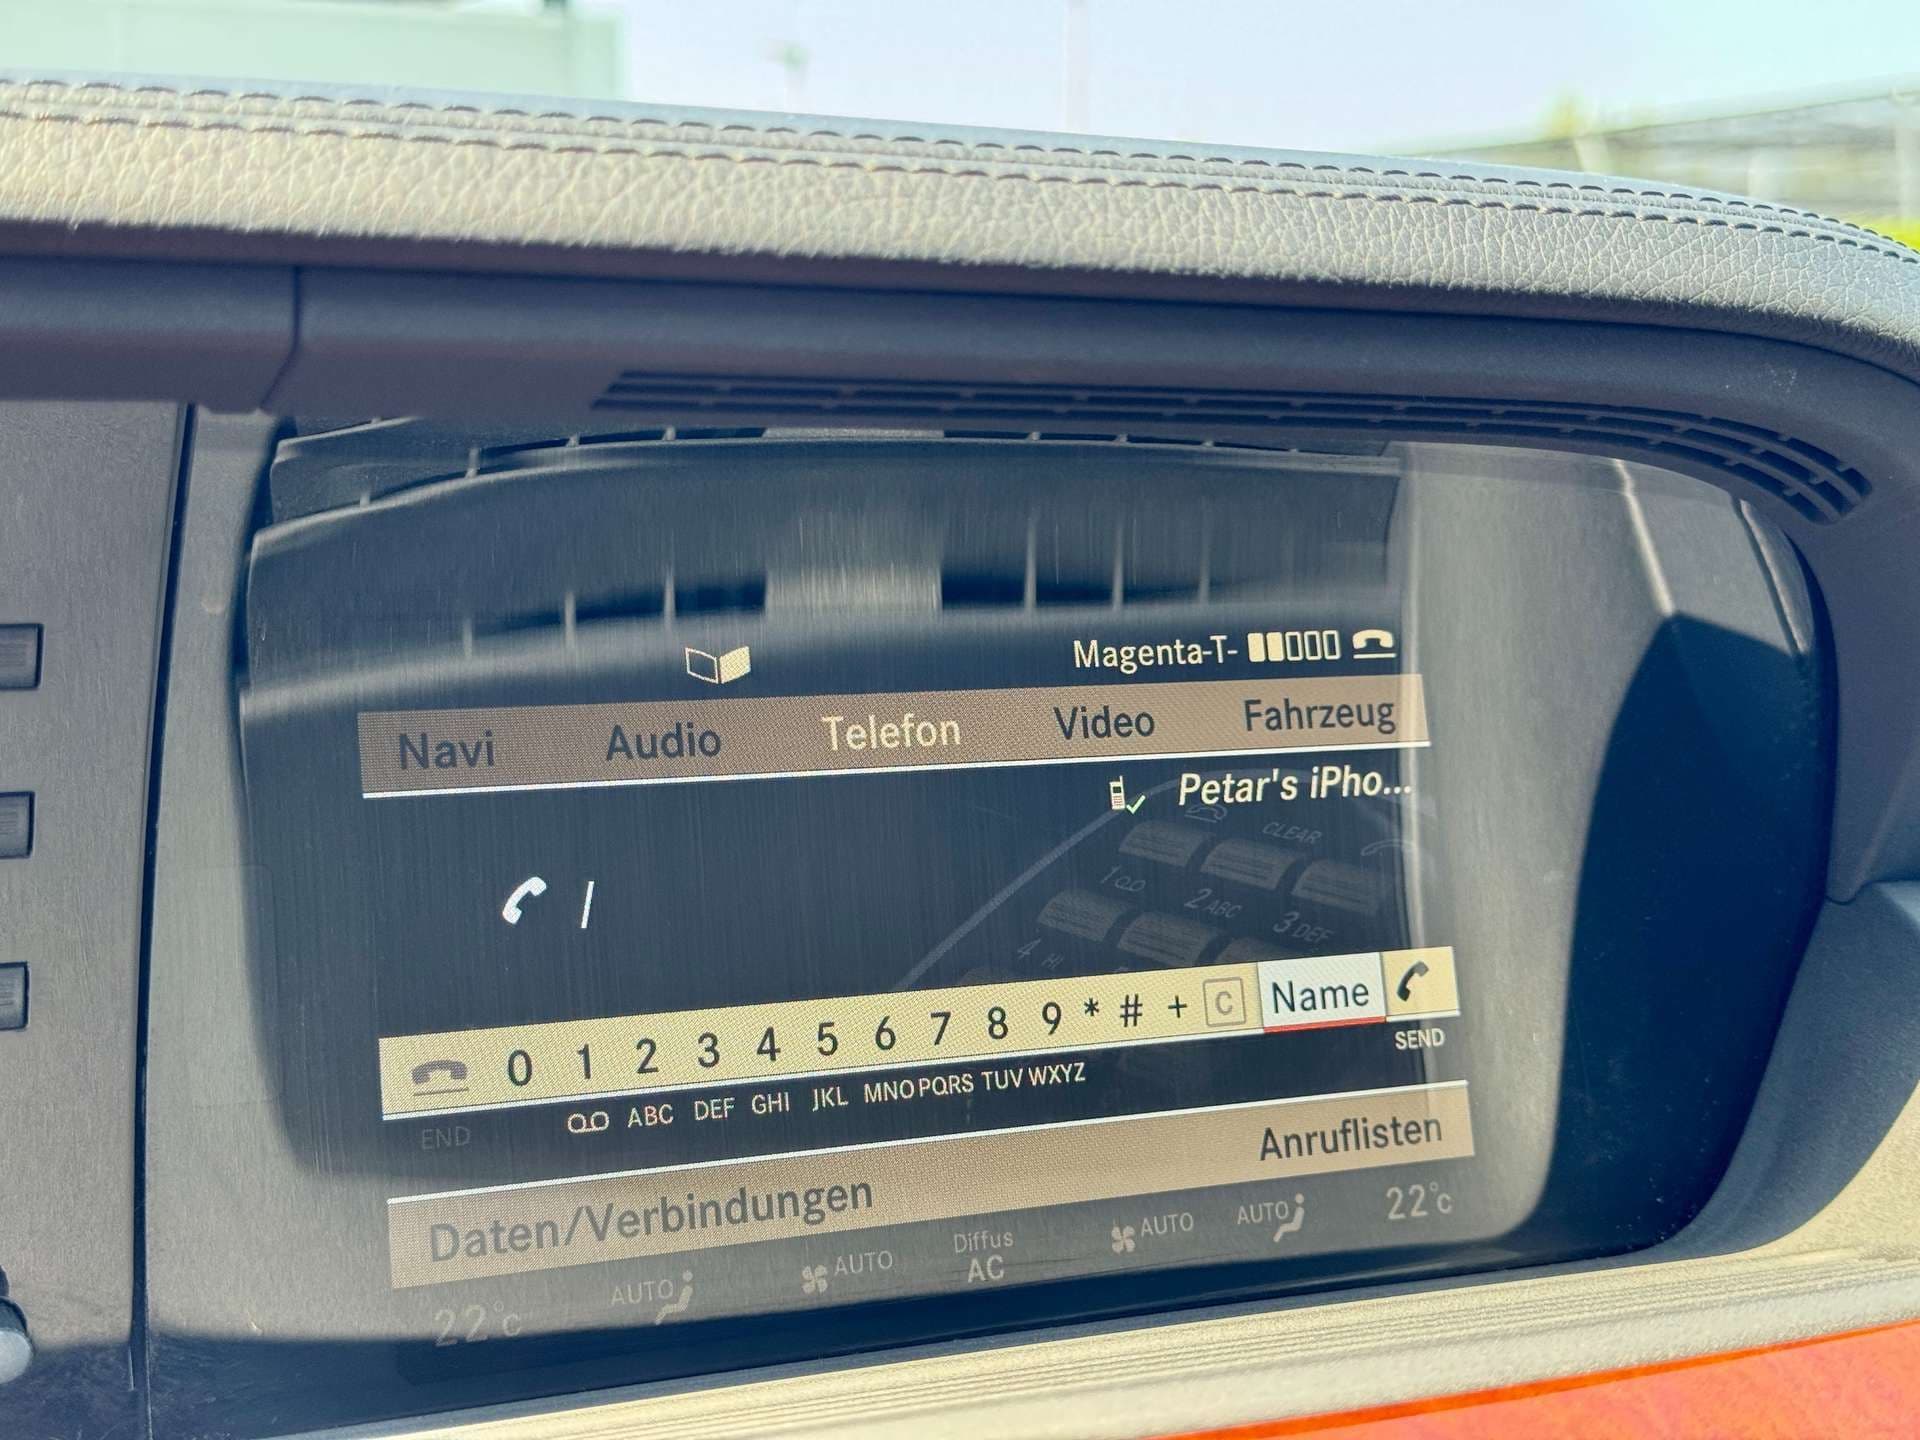 Magenta-T-
Navi Audio Telefon Video Fahrzeug
Petar's iPho...
CLEAR
1
2 ABC
3 DEF
4
/
0 1 2 3 4 5 6 7 8 9 * # + C Name
SEND
END ABC DEF GHI JKL MNO PQRS TUV WXYZ
Daten/Verbindungen Anruflisten
22°C AUTO AUTO Diffus AC AUTO AUTO 22°C